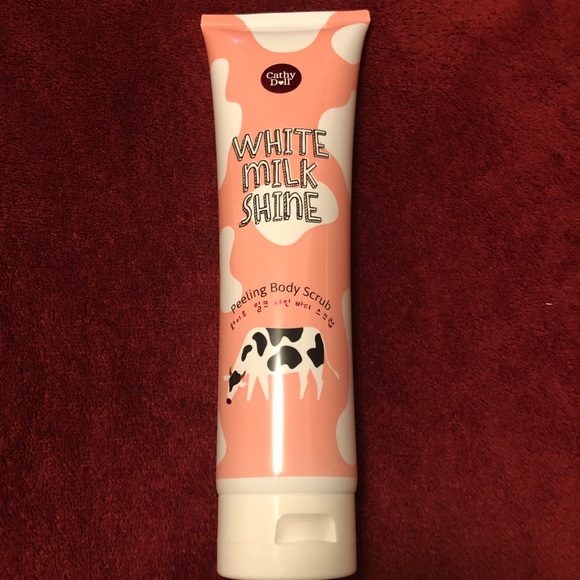 Cathy
Doll
WHITE
MILK
SHINE
Peeling Body Scrub
화이트 밀크 샤인 바디 스크럽